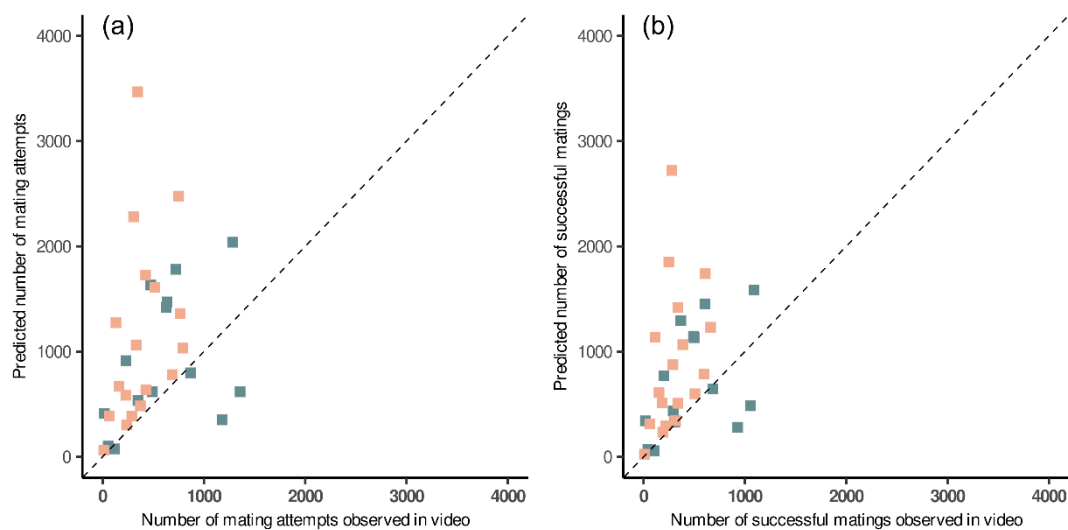 (a)
4000
3000
2000
1000
0
Predicted number of mating attempts
0 1000 2000 3000 4000
Number of mating attempts observed in video
(b)
4000
3000
2000
1000
0
Predicted number of successful matings
0 1000 2000 3000 4000
Number of successful matings observed in video